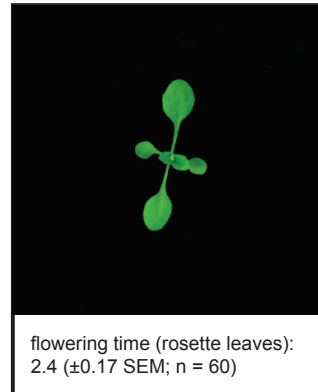 flowering time (rosette leaves):
2.4 (±0.17 SEM; n = 60)